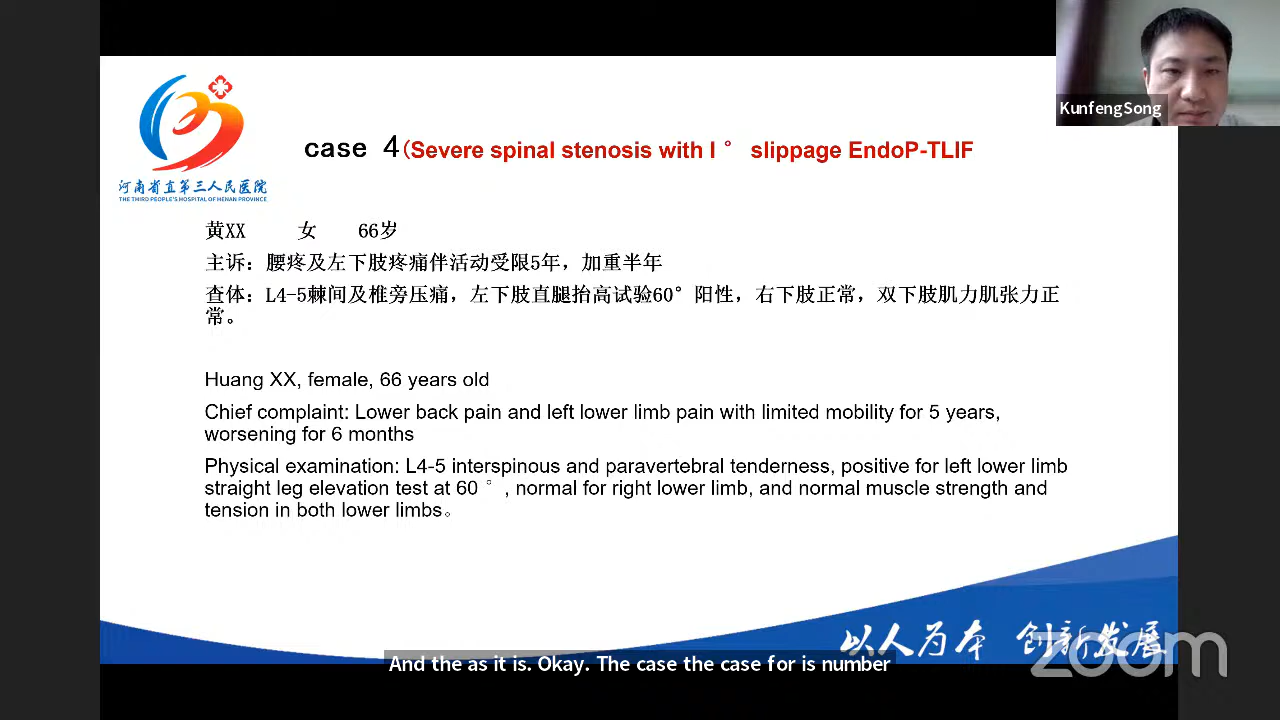 KunfengSong
河南省直第三人民医院
THE THIRD PEOPLE'S HOSPITAL OF HENAN PROVINCE
case 4(Severe spinal stenosis with I° slippage EndoP-TLIF
黄XX 女 66岁
主诉：腰疼及左下肢疼痛伴活动受限5年，加重半年
查体：L4-5棘间及椎旁压痛，左下肢直腿抬高试验60°阳性，右下肢正常，双下肢肌力肌张力正
常。
Huang XX, female, 66 years old
Chief complaint: Lower back pain and left lower limb pain with limited mobility for 5 years,
worsening for 6 months
Physical examination: L4-5 interspinous and paravertebral tenderness, positive for left lower limb
straight leg elevation test at 60 °, normal for right lower limb, and normal muscle strength and
tension in both lower limbs。
以人为本 创新发展
zoom
And the as it is. Okay. The case the case for is number